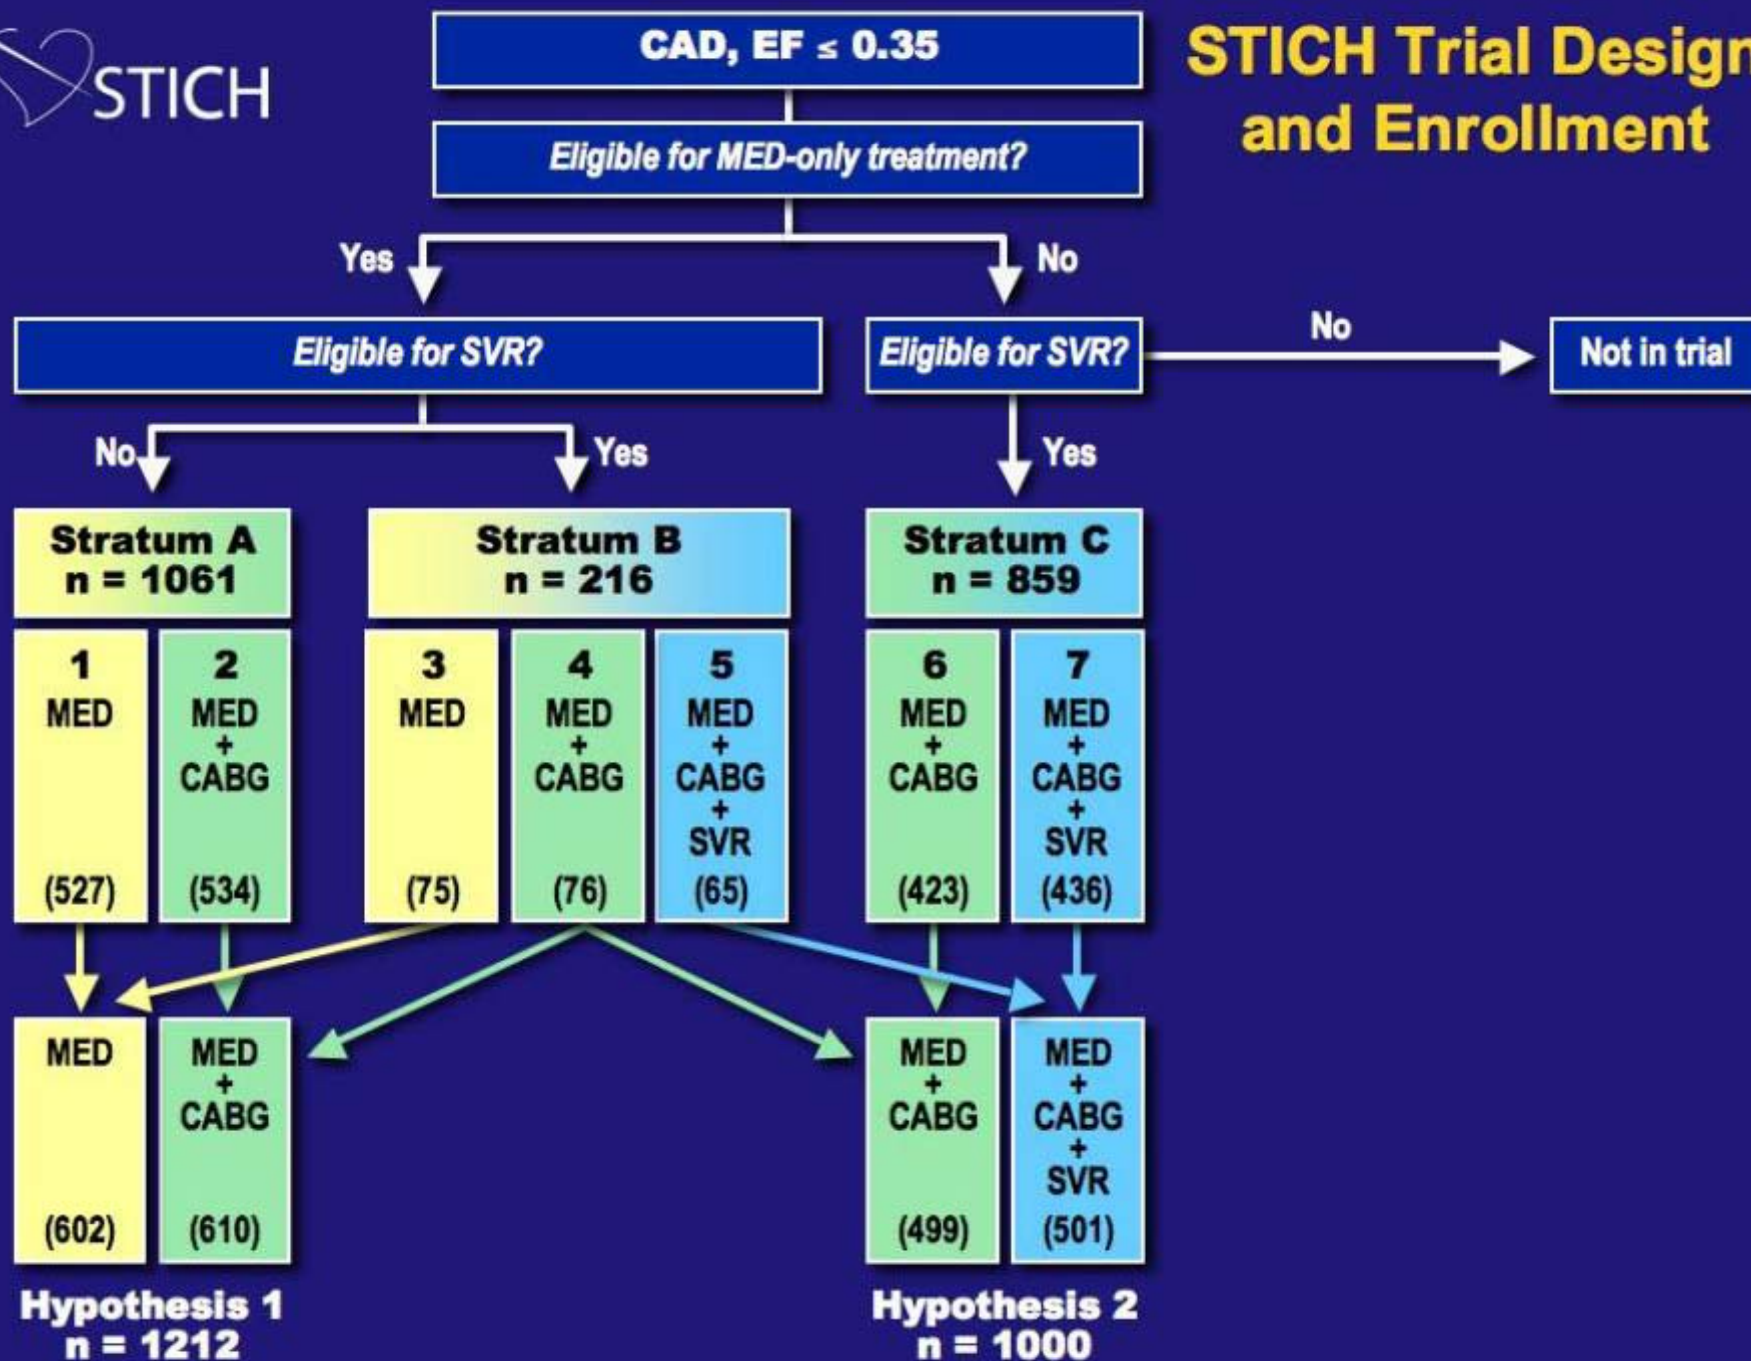 STICH
STICH Trial Design
and Enrollment
CAD, EF ≤ 0.35
Eligible for MED-only treatment?
Yes
No
Eligible for SVR?
Eligible for SVR?
No
Not in trial
No
Yes
Yes
Stratum A
n = 1061
Stratum B
n = 216
Stratum C
n = 859
1
MED
(527)
2
MED
+
CABG
(534)
3
MED
(75)
4
MED
+
CABG
(76)
5
MED
+
CABG
+
SVR
(65)
6
MED
+
CABG
(423)
7
MED
+
CABG
+
SVR
(436)
MED
(602)
MED
+
CABG
(610)
MED
+
CABG
(499)
MED
+
CABG
+
SVR
(501)
Hypothesis 1
n = 1212
Hypothesis 2
n = 1000